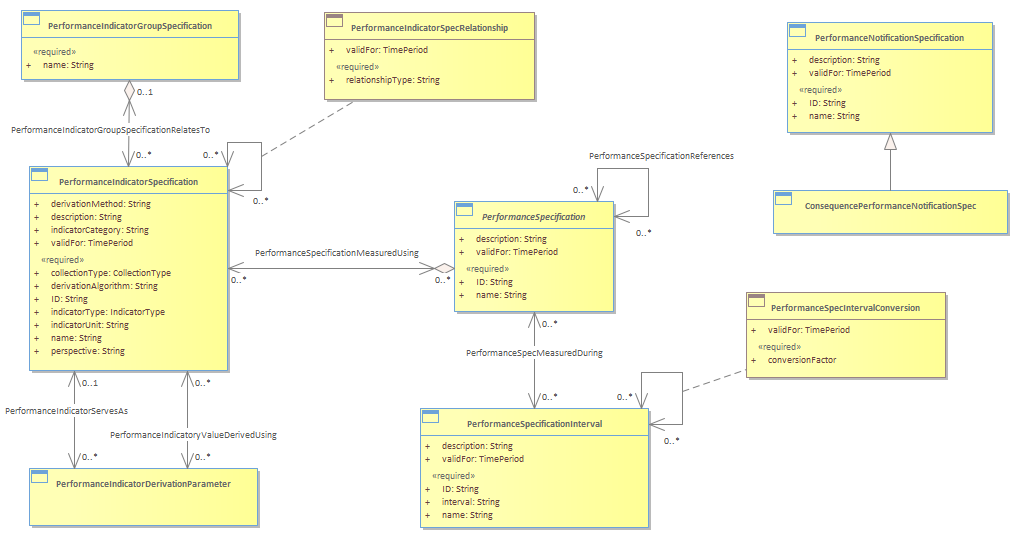 PerformanceIndicatorGroupSpecification
«required»
+ name: String
PerformanceIndicatorSpecRelationship
+ validFor: TimePeriod
«required»
+ relationshipType: String
PerformanceNotificationSpecification
+ description: String
+ validFor: TimePeriod
«required»
+ ID: String
+ name: String
0..1
PerformanceIndicatorGroupSpecificationRelatesTo
0..*
0..*
0..*
PerformanceIndicatorSpecification
+ derivationMethod: String
+ description: String
+ indicatorCategory: String
+ validFor: TimePeriod
«required»
+ collectionType: CollectionType
+ derivationAlgorithm: String
+ ID: String
+ indicatorType: IndicatorType
+ indicatorUnit: String
+ name: String
+ perspective: String
PerformanceSpecificationReferences
0..*
0..*
PerformanceSpecification
+ description: String
+ validFor: TimePeriod
«required»
+ ID: String
+ name: String
ConsequencePerformanceNotificationSpec
PerformanceSpecificationMeasuredUsing
0..*
0..*
PerformanceSpecIntervalConversion
+ validFor: TimePeriod
«required»
+ conversionFactor
0..*
PerformanceSpecMeasuredDuring
0..*
0..*
0..*
0..1
0..*
PerformanceIndicatorServesAs
PerformanceIndicatoryValueDerivedUsing
0..*
0..*
PerformanceSpecificationInterval
+ description: String
+ validFor: TimePeriod
«required»
+ ID: String
+ interval: String
+ name: String
PerformanceIndicatorDerivationParameter